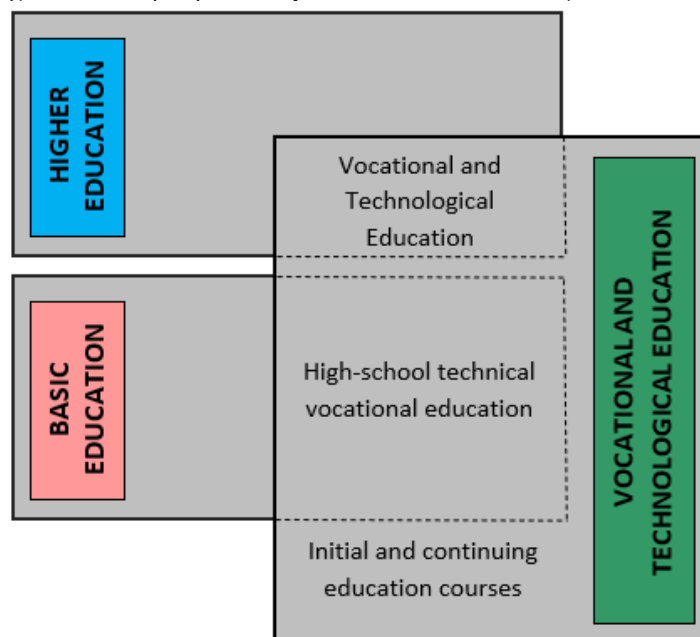 HIGHER
EDUCATION
Vocational and
Technological
Education
BASIC
EDUCATION
High-school technical
vocational education
Initial and continuing
education courses
VOCATIONAL AND
TECHNOLOGICAL EDUCATION